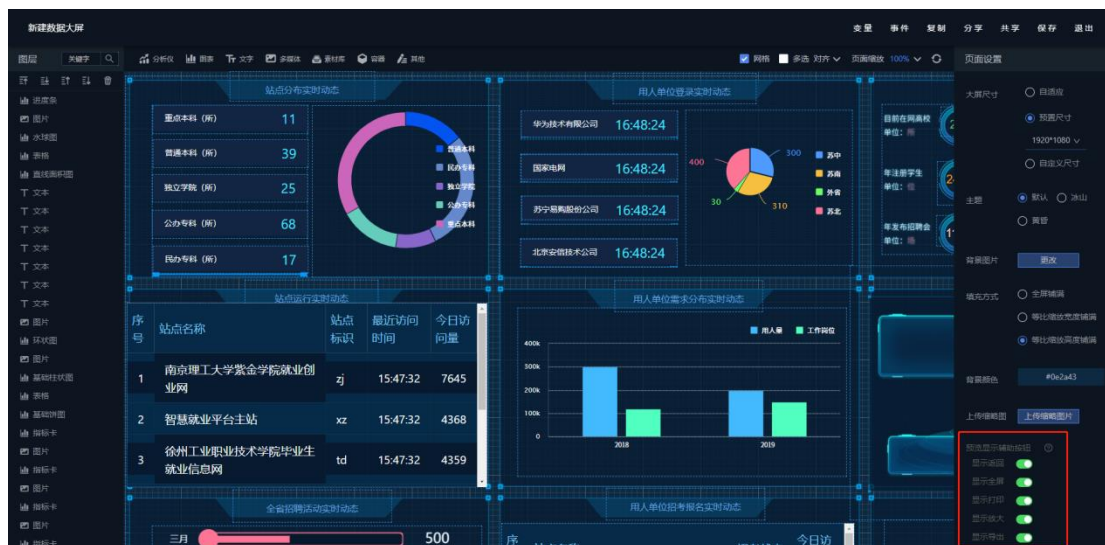 新建数据大屏
变量 事件 复制 分享 共享 保存 退出
图层 关键字
分析仪 图表 文字 多媒体 素材库 容器 其他
网格 多选 对齐 页面缩放 100%
页面设置
进度条
图片
水球图
表格
直线面积图
文本
文本
文本
文本
文本
文本
文本
图片
环状图
图片
基础柱状图
表格
基础饼图
指标卡
图片
指标卡
图片
指标卡
图片
指标卡
站点分布实时动态
重点本科（所） 11
普通本科（所） 39
独立学院（所） 25
公办专科（所） 68
民办专科（所） 17
普通本科
民办专科
独立学院
公办专科
重点本科
用人单位登录实时动态
华为技术有限公司 16:48:24
国家电网 16:48:24
苏宁易购股份公司 16:48:24
北京安信技术公司 16:48:24
400
300
30
310
苏中
苏南
外省
苏北
目前在网高校
单位：所
年注册学生
单位：位
年发布招聘会
单位：场
站点运行实时动态
序号 站点名称 站点标识 最近访问时间 今日访问量
1 南京理工大学紫金学院就业创业网 zj 15:47:32 7645
2 智慧就业平台主站 xz 15:47:32 4368
3 徐州工业职业技术学院毕业生就业信息网 td 15:47:32 4359
用人单位需求分布实时动态
用人量 工作岗位
400k
300k
200k
100k
0
2018 2019
全省招聘活动实时动态
三月 500
用人单位招考报名实时动态
序 今日访
大屏尺寸 自适应
预置尺寸
1920*1080
自定义尺寸
主题 默认 冰山
黄昏
背景图片 更改
填充方式 全屏铺满
等比缩放宽度铺满
等比缩放高度铺满
背景颜色 #0e2a43
上传缩略图 上传缩略图片
预览显示辅助按钮
显示返回
显示全屏
显示打印
显示放大
显示导出